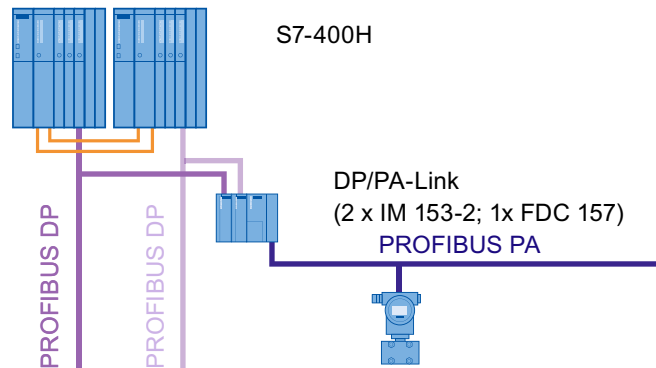 S7-400H
DP/PA-Link
(2 x IM 153-2; 1x FDC 157)
PROFIBUS PA
PROFIBUS DP
PROFIBUS DP